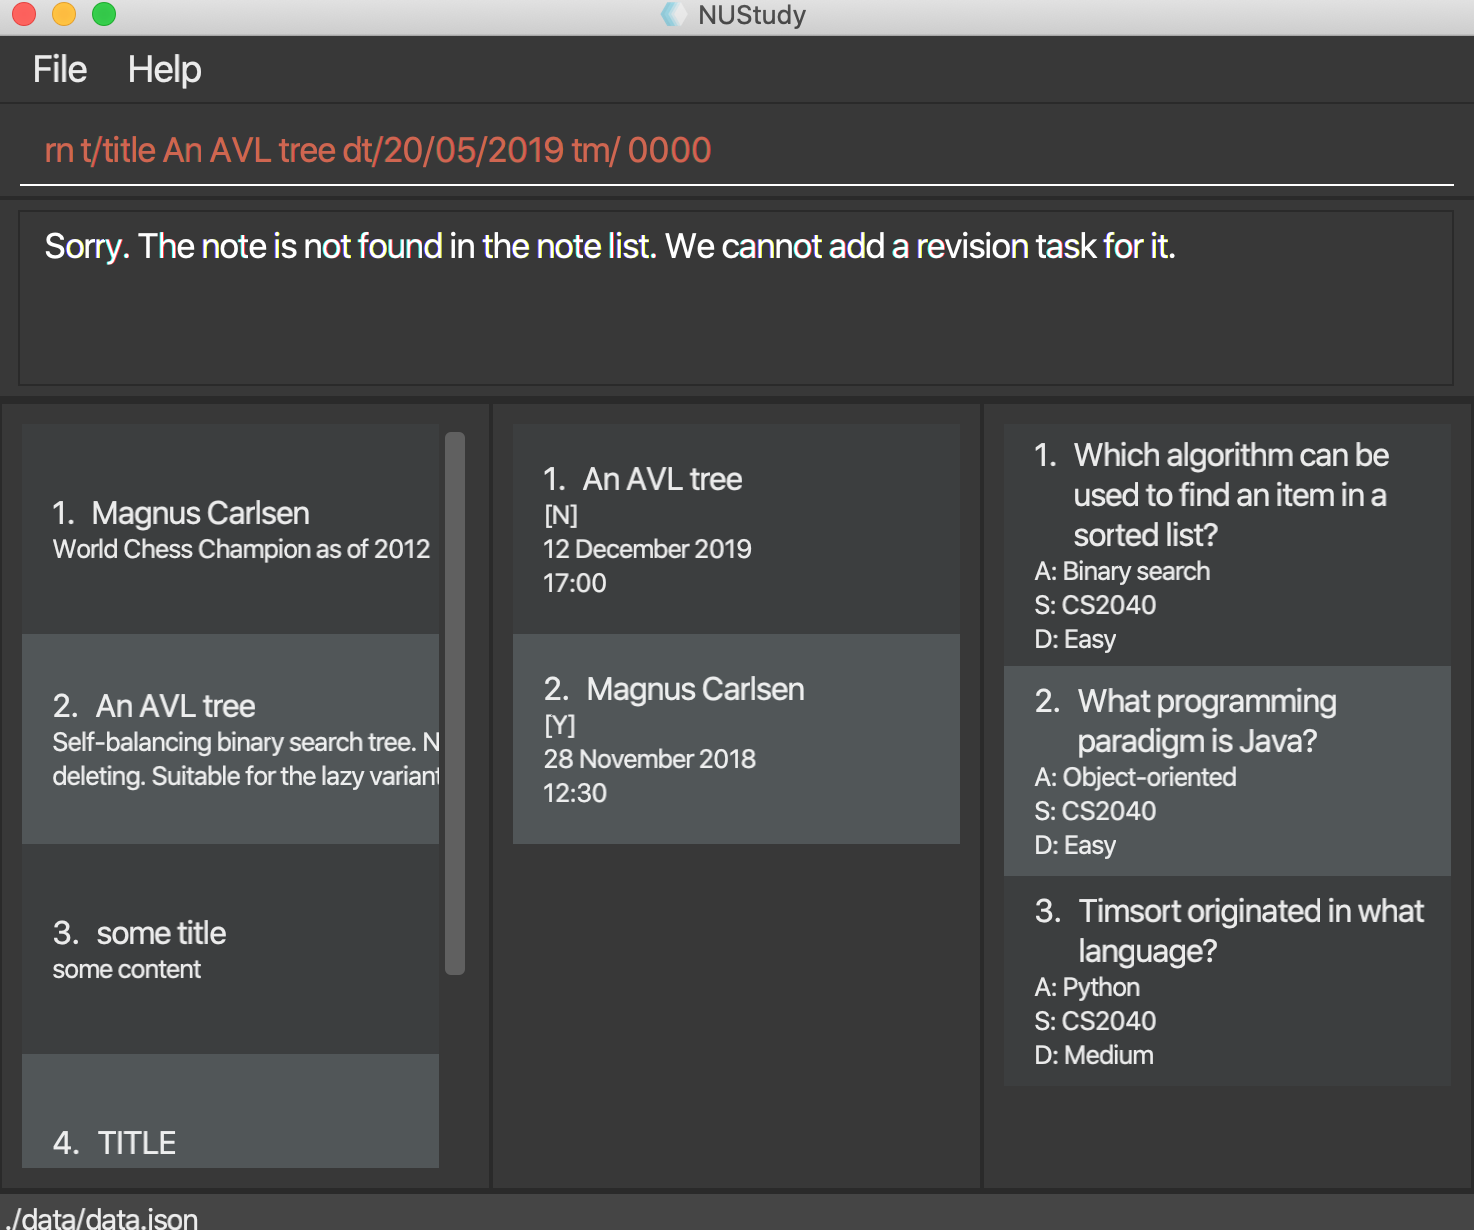 NUStudy
File Help
rn t/title An AVL tree dt/20/05/2019 tm/ 0000
Sorry. The note is not found in the note list. We cannot add a revision task for it.
1. Magnus Carlsen
World Chess Champion as of 2012
2. An AVL tree
Self-balancing binary search tree. N
deleting. Suitable for the lazy variant
3. some title
some content
4. TITLE
1. An AVL tree
[N]
12 December 2019
17:00
2. Magnus Carlsen
[Y]
28 November 2018
12:30
1. Which algorithm can be
used to find an item in a
sorted list?
A: Binary search
S: CS2040
D: Easy
2. What programming
paradigm is Java?
A: Object-oriented
S: CS2040
D: Easy
3. Timsort originated in what
language?
A: Python
S: CS2040
D: Medium
./data/data.json